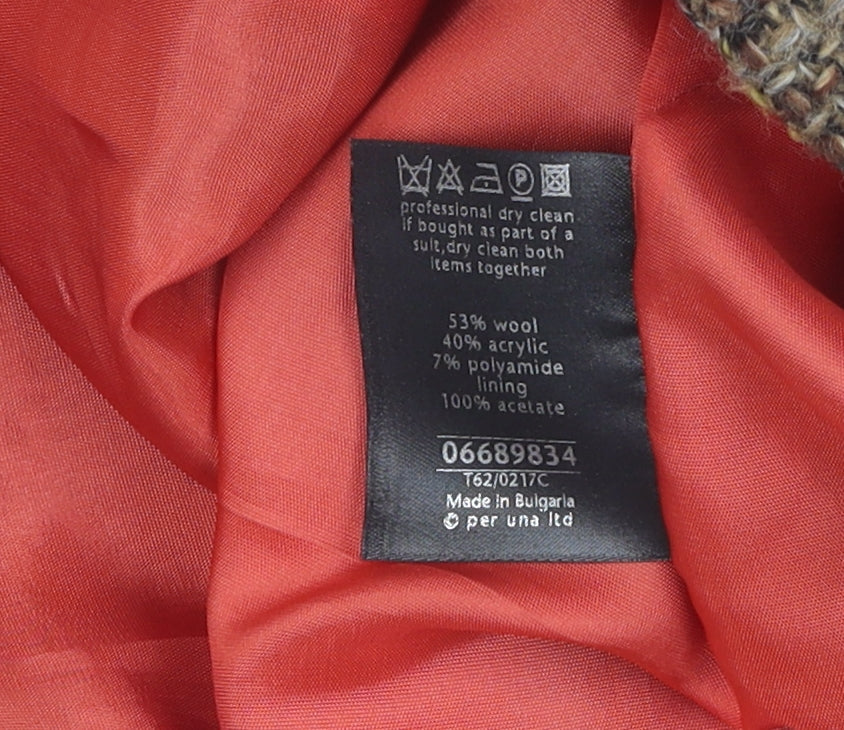 P
professional dry clean
if bought as part of a
suit,dry clean both
items together
53% wool
40% acrylic
7% polyamide
lining
100% acetate
06689834
T62/0217C
Made in Bulgaria
© per una ltd